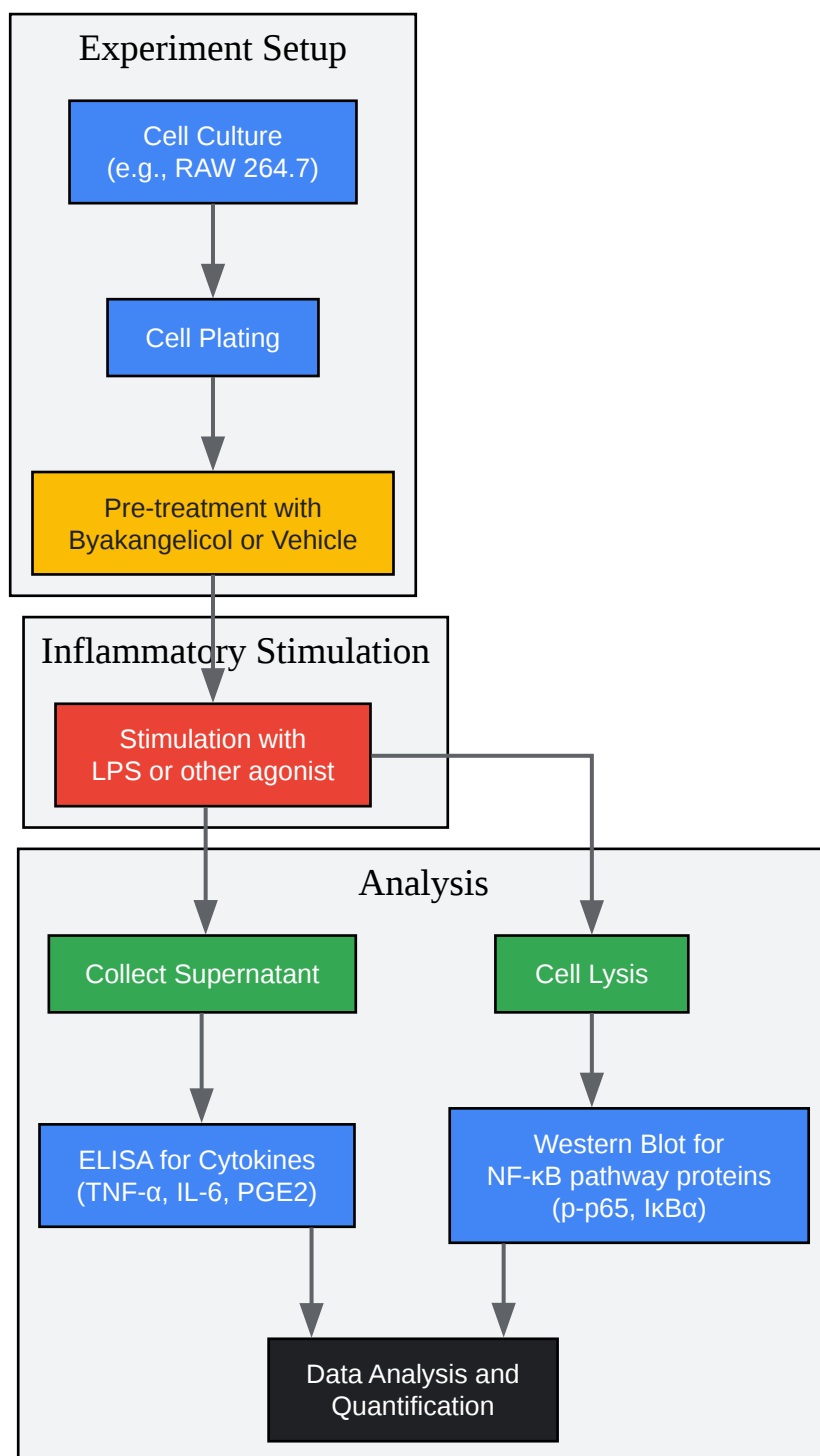 Experiment Setup
Cell Culture
(e.g., RAW 264.7)
Cell Plating
Pre-treatment with
Byakangelicol or Vehicle
Inflammatory Stimulation
Stimulation with
LPS or other agonist
Analysis
Collect Supernatant
Cell Lysis
ELISA for Cytokines
(TNF-α, IL-6, PGE2)
Western Blot for
NF-κB pathway proteins
(p-p65, IκBα)
Data Analysis and
Quantification